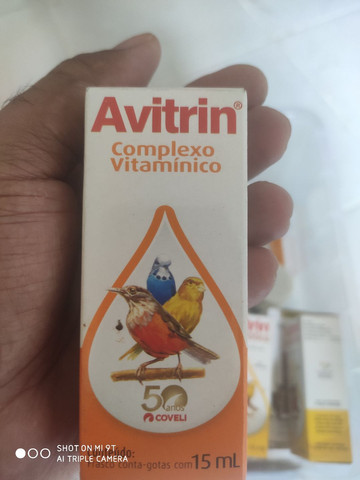 Avitrin®
Complexo
Vitamínico
50
anos
COVELI
Frasco conta-gotas com 15 mL
SHOT ON MI 9T
AI TRIPLE CAMERA